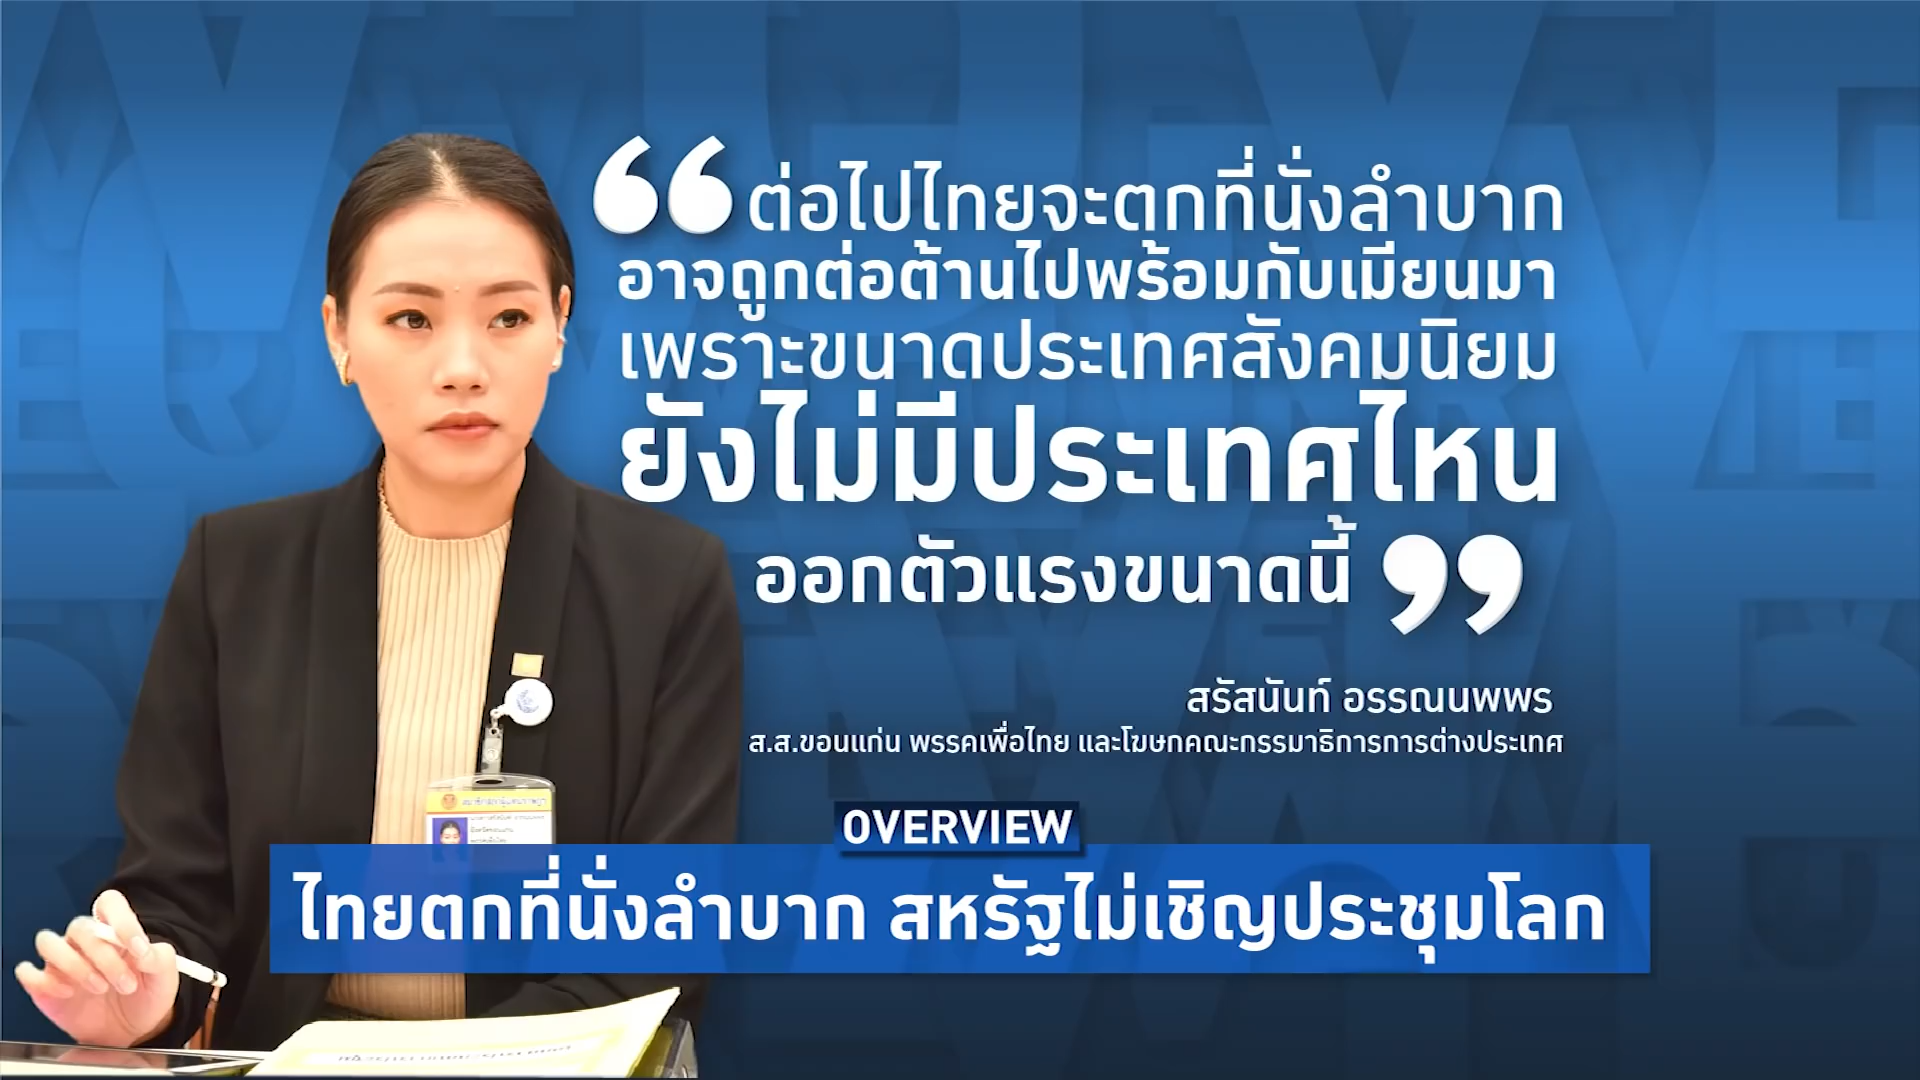 “ต่อไปไทยจะตกที่นั่งลำบาก
อาจถูกต่อต้านไปพร้อมกับเมียนมา
เพราะขนาดประเทศสังคมนิยม
ยังไม่มีประเทศไหน
ออกตัวแรงขนาดนี้”
สรัสนันท์ อรรณนพพร
ส.ส.ขอนแก่น พรรคเพื่อไทย และโฆษกคณะกรรมาธิการการต่างประเทศ
OVERVIEW
ไทยตกที่นั่งลำบาก สหรัฐไม่เชิญประชุมโลก